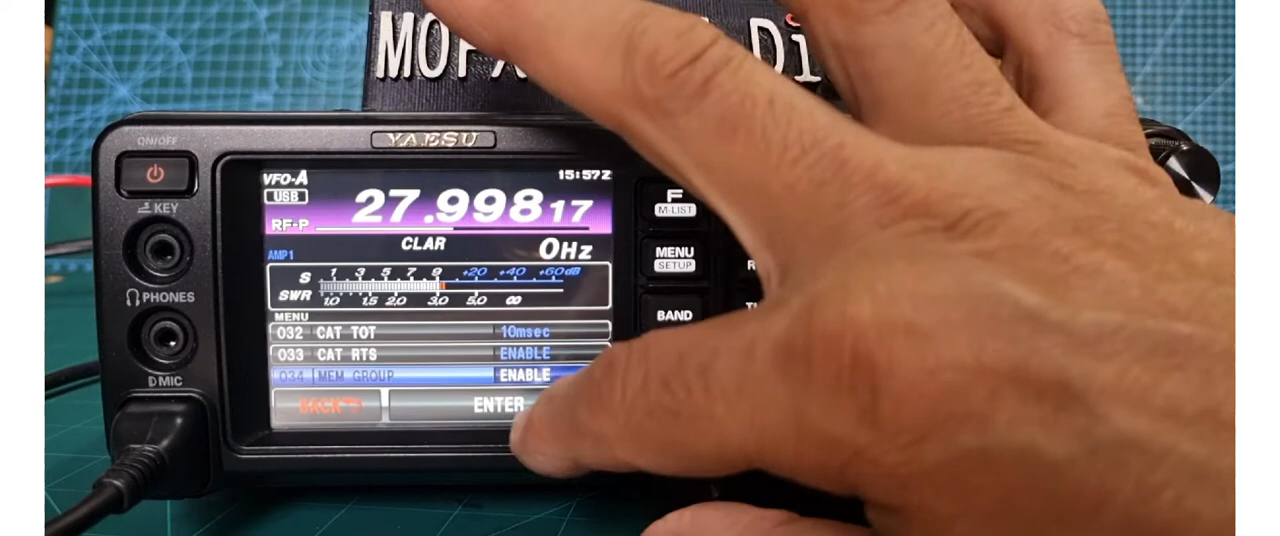 ON/OFF
YAESU
KEY
PHONES
D MIC
VFO-A
15:57Z
USB
27.998 17
RF-P
CLAR
0Hz
AMP1
S 1 3 5 7 9 +20 +40 +60dB
SWR 1.0 1.5 2.0 3.0 5.0 ∞
MENU
032 CAT TOT 10msec
033 CAT RTS ENABLE
034 MEM GROUP ENABLE
BACK
ENTER
F
M-LIST
MENU
SETUP
BAND